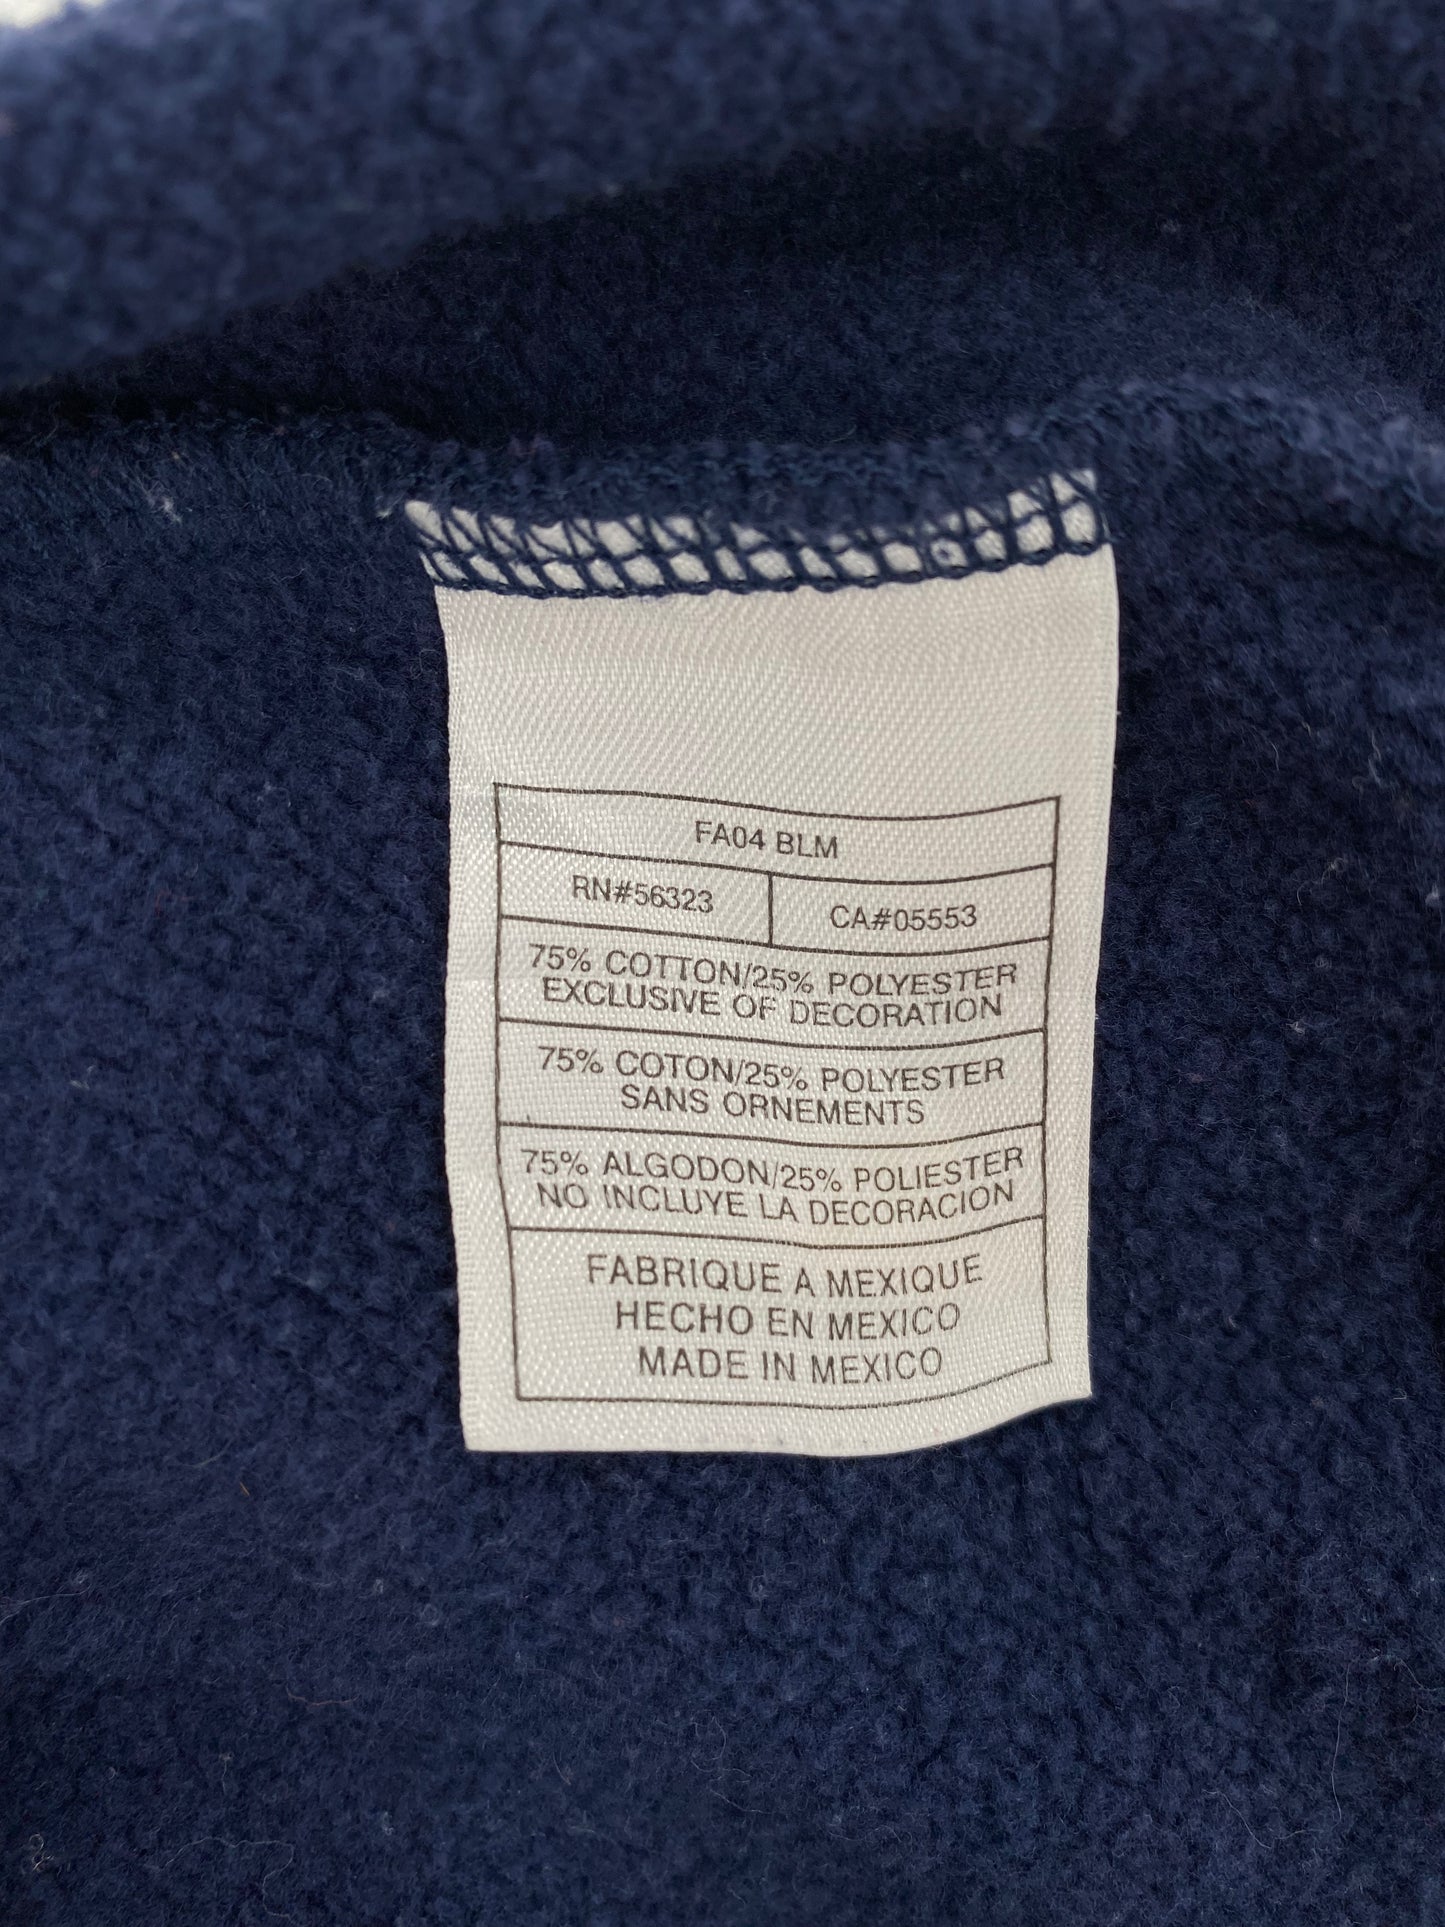 FA04 BLM
RN#56323
CA#05553
75% COTTON/25% POLYESTER
EXCLUSIVE OF DECORATION
75% COTON/25% POLYESTER
SANS ORNEMENTS
75% ALGODON/25% POLIESTER
NO INCLUYE LA DECORACION
FABRIQUE A MEXIQUE
HECHO EN MEXICO
MADE IN MEXICO